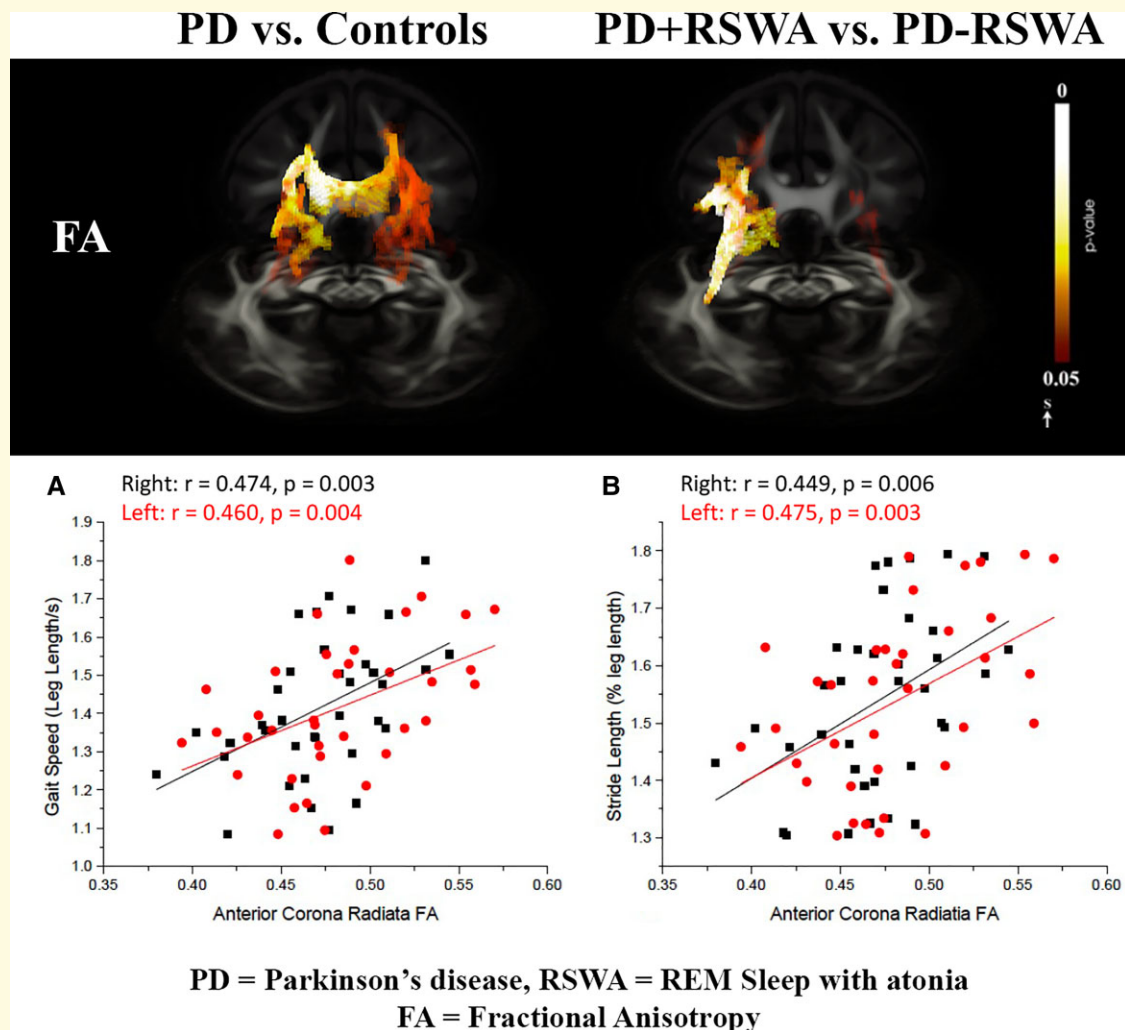 PD vs. Controls
PD+RSWA vs. PD-RSWA
FA
0
p-value
0.05
S
A
Right: r = 0.474, p = 0.003
Left: r = 0.460, p = 0.004
1.9
1.8
1.7
1.6
1.5
1.4
1.3
1.2
1.1
1.0
Gait Speed (Leg Length/s)
0.35 0.40 0.45 0.50 0.55 0.60
Anterior Corona Radiata FA
B
Right: r = 0.449, p = 0.006
Left: r = 0.475, p = 0.003
1.8
1.7
1.6
1.5
1.4
1.3
Stride Length (% leg length)
0.35 0.40 0.45 0.50 0.55 0.60
Anterior Corona Radiatia FA
PD = Parkinson's disease, RSWA = REM Sleep with atonia
FA = Fractional Anisotropy